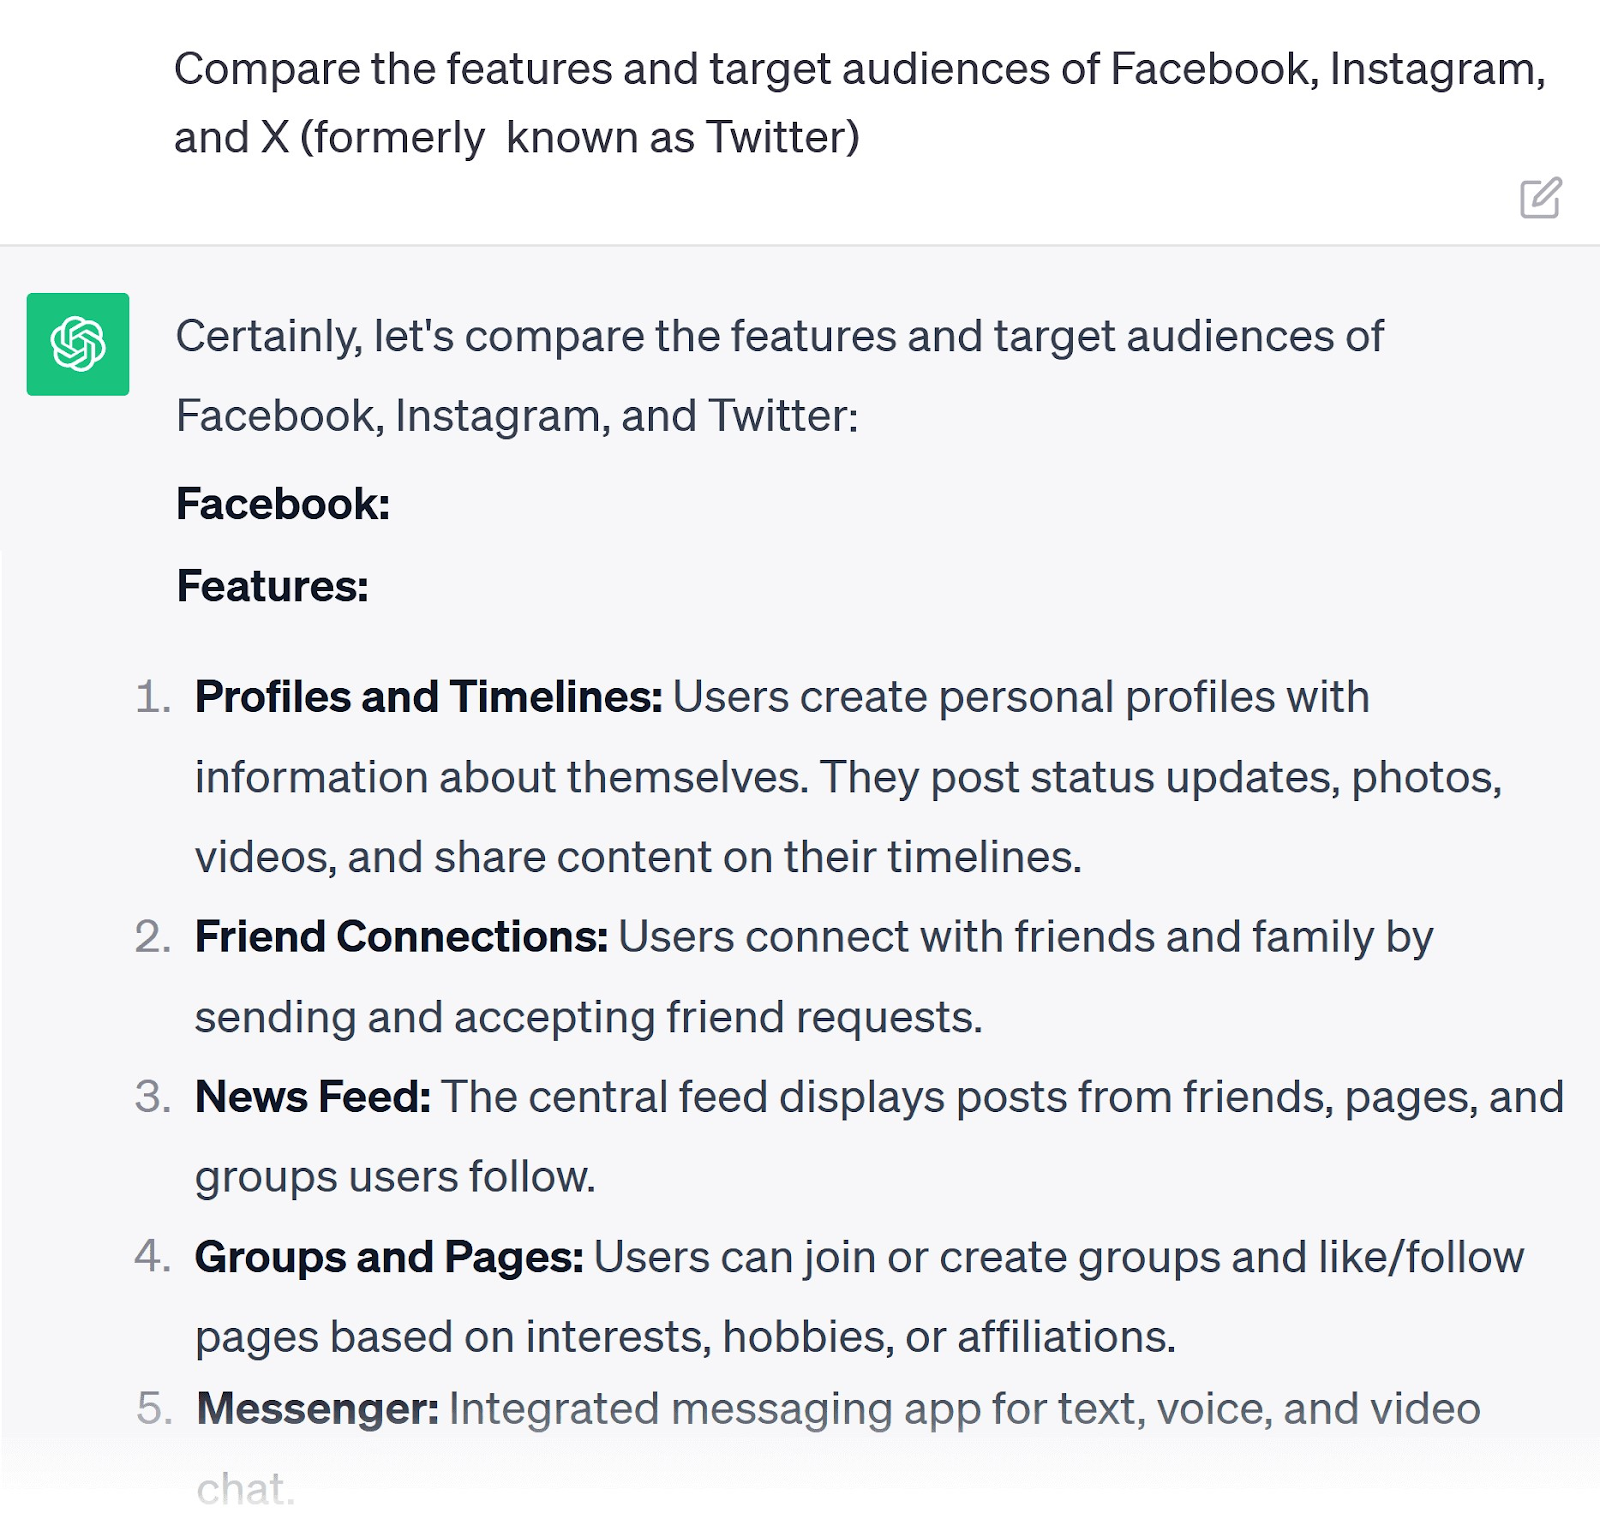 Compare the features and target audiences of Facebook, Instagram,
and X (formerly  known as Twitter)
Certainly, let's compare the features and target audiences of
Facebook, Instagram, and Twitter:
Facebook:
Features:
1. Profiles and Timelines: Users create personal profiles with
information about themselves. They post status updates, photos,
videos, and share content on their timelines.
2. Friend Connections: Users connect with friends and family by
sending and accepting friend requests.
3. News Feed: The central feed displays posts from friends, pages, and
groups users follow.
4. Groups and Pages: Users can join or create groups and like/follow
pages based on interests, hobbies, or affiliations.
5. Messenger: Integrated messaging app for text, voice, and video
chat.